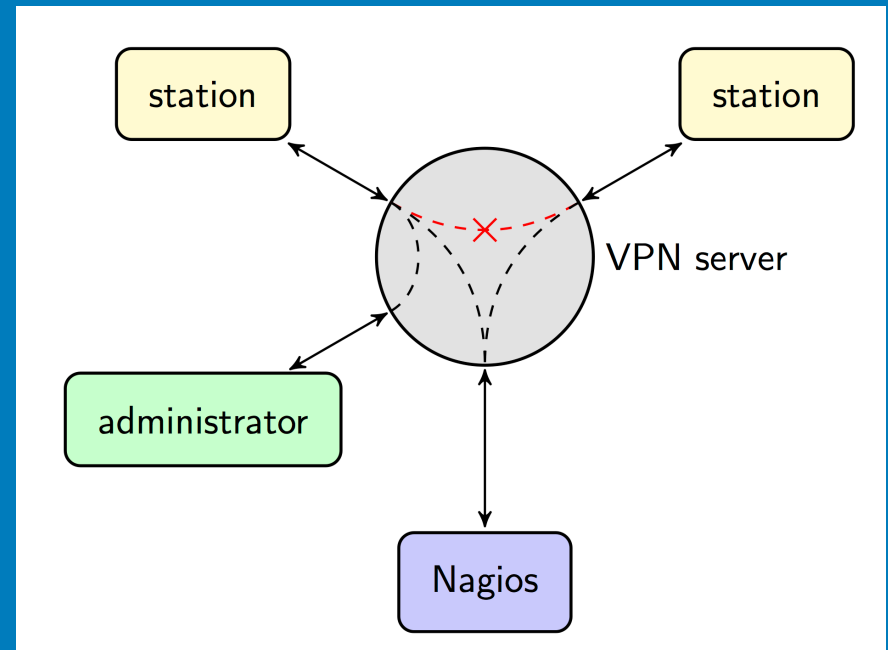 station
station
VPN server
administrator
Nagios